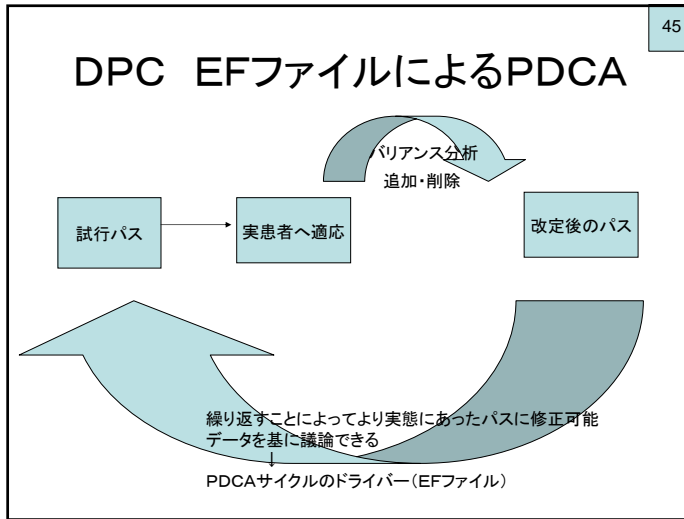 45
DPC　EFファイルによるPDCA
バリアンス分析
追加・削除
試行パス
実患者へ適応
改定後のパス
繰り返すことによってより実態にあったパスに修正可能
データを基に議論できる
↓
PDCAサイクルのドライバー(EFファイル)